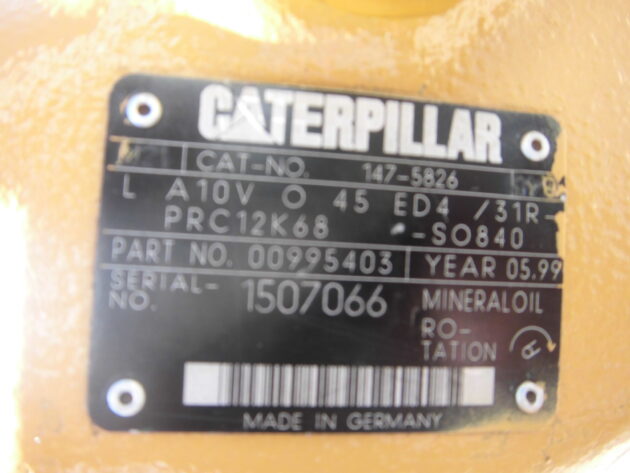 CATERPILLAR
CAT-NO. 147-5826
L A10V O 45 ED4 /31R-
PRC12K68 -SO840
PART NO. 00995403 YEAR 05.99
SERIAL-
NO. 1507066 MINERALOIL
RO-
TATION
MADE IN GERMANY